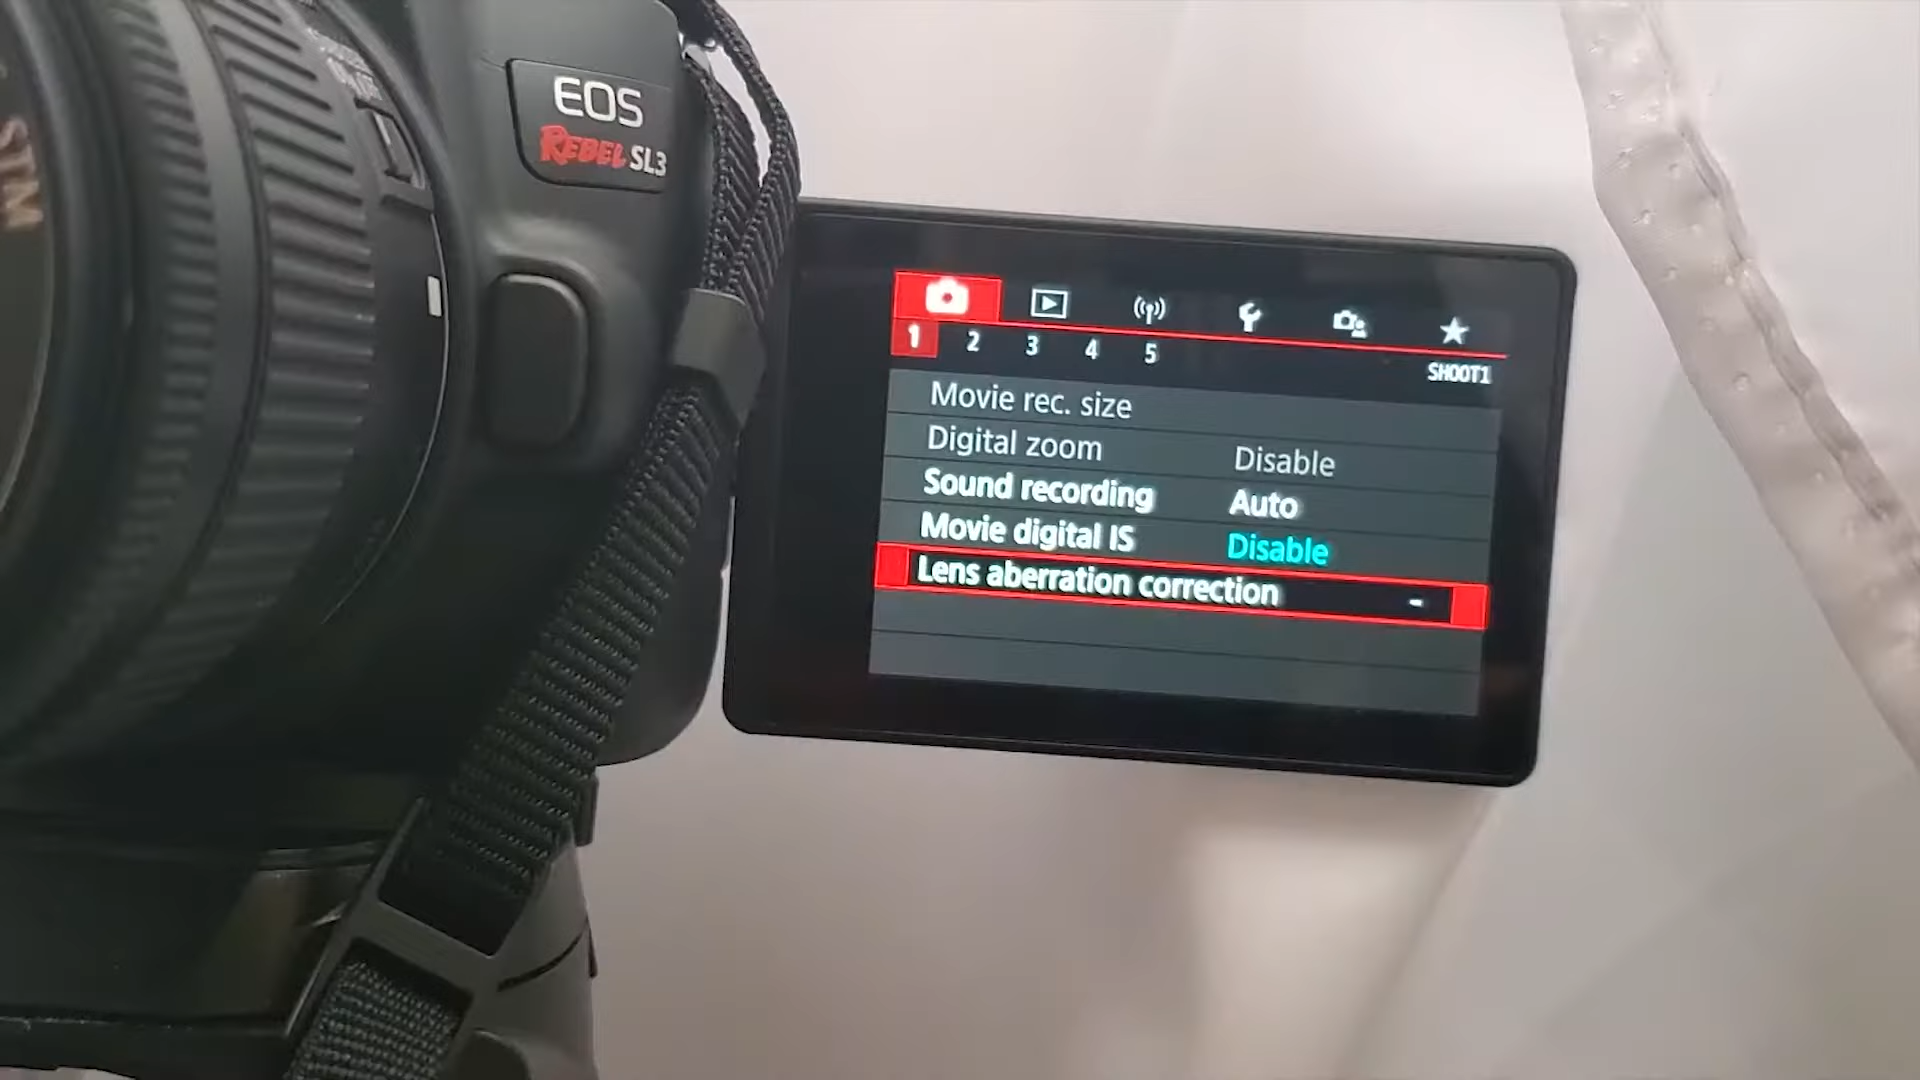 STM
EOS
REBEL SL3
1 2 3 4 5
SHOOT1
Movie rec. size
Digital zoom Disable
Sound recording Auto
Movie digital IS Disable
Lens aberration correction